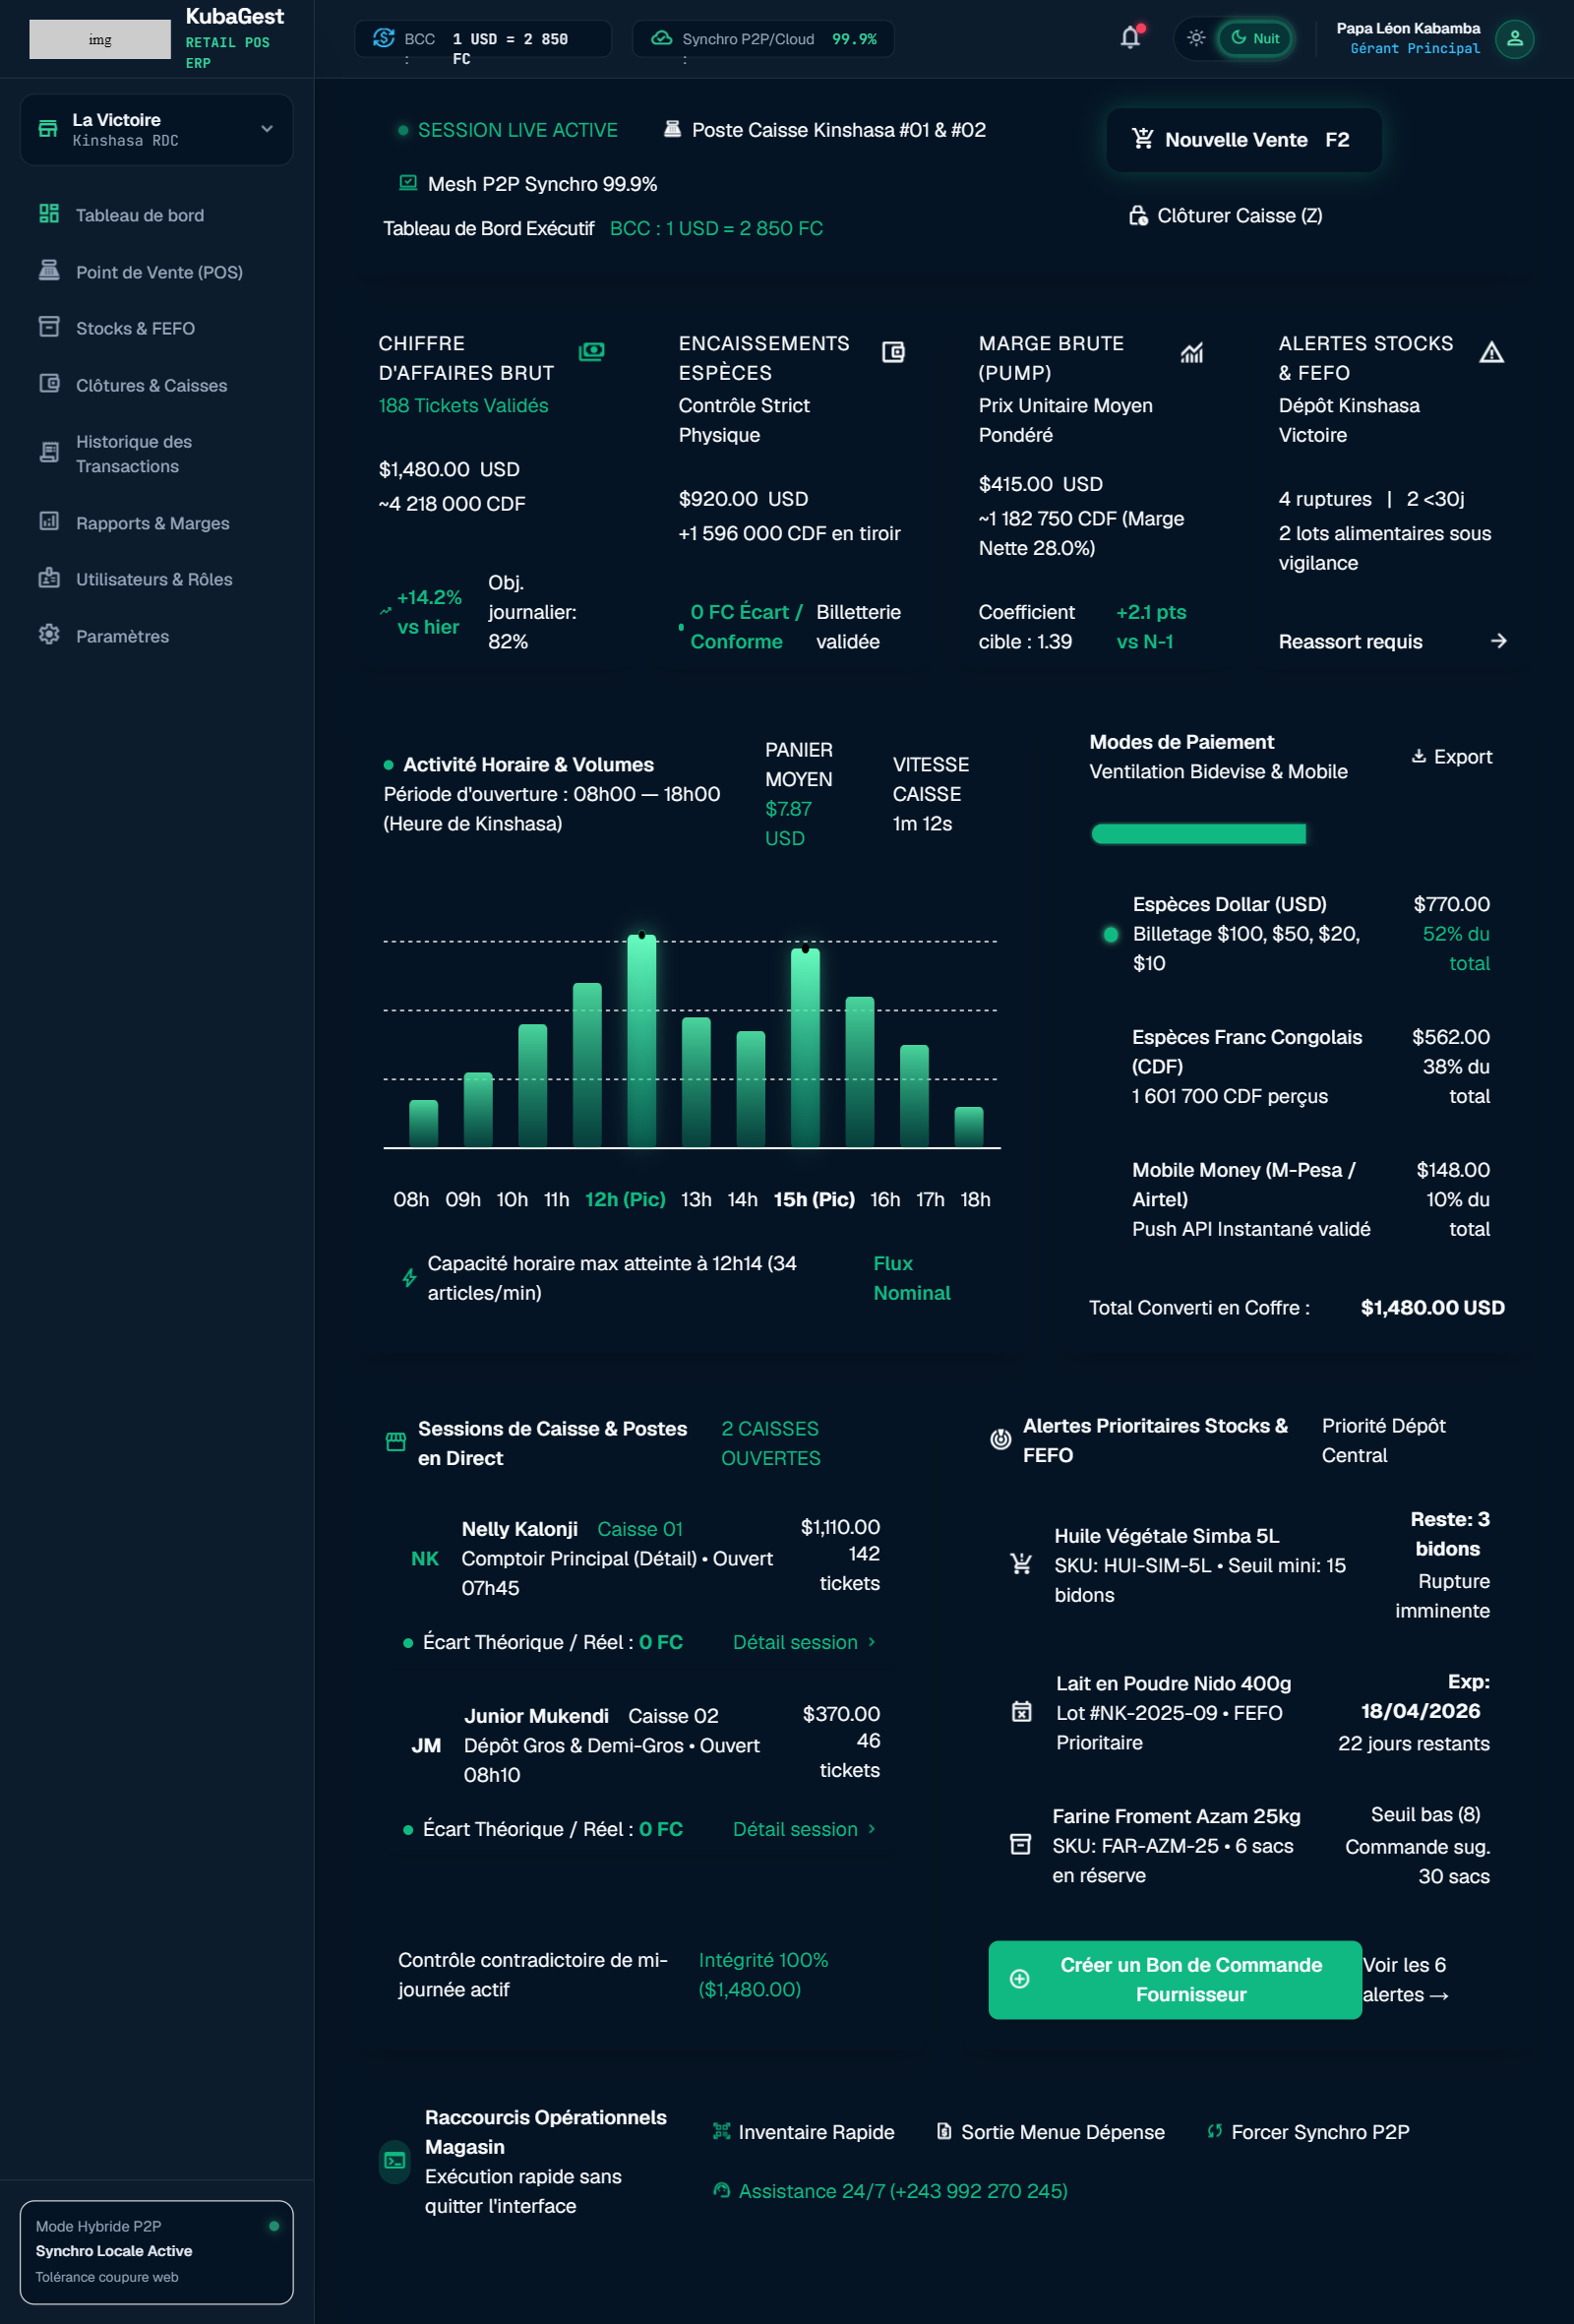 img
KubaGest
RETAIL POS
ERP
BCC
:
1 USD = 2 850
FC
Synchro P2P/Cloud
:
99.9%
Nuit
Papa Léon Kabamba
Gérant Principal
La Victoire
Kinshasa RDC
Tableau de bord
Point de Vente (POS)
Stocks & FEFO
Clôtures & Caisses
Historique des
Transactions
Rapports & Marges
Utilisateurs & Rôles
Paramètres
Mode Hybride P2P
Synchro Locale Active
Tolérance coupure web
SESSION LIVE ACTIVE
Poste Caisse Kinshasa #01 & #02
Mesh P2P Synchro 99.9%
Tableau de Bord Exécutif BCC : 1 USD = 2 850 FC
Nouvelle Vente F2
Clôturer Caisse (Z)
CHIFFRE
D'AFFAIRES BRUT
188 Tickets Validés
$1,480.00 USD
~4 218 000 CDF
+14.2%
vs hier
Obj.
journalier:
82%
ENCAISSEMENTS
ESPÈCES
Contrôle Strict
Physique
$920.00 USD
+1 596 000 CDF en tiroir
0 FC Écart /
Conforme
Billetterie
validée
MARGE BRUTE
(PUMP)
Prix Unitaire Moyen
Pondéré
$415.00 USD
~1 182 750 CDF (Marge
Nette 28.0%)
Coefficient
cible : 1.39
+2.1 pts
vs N-1
ALERTES STOCKS
& FEFO
Dépôt Kinshasa
Victoire
4 ruptures | 2 <30j
2 lots alimentaires sous
vigilance
Reassort requis
Activité Horaire & Volumes
Période d'ouverture : 08h00 — 18h00
(Heure de Kinshasa)
PANIER
MOYEN
$7.87
USD
VITESSE
CAISSE
1m 12s
08h 09h 10h 11h 12h (Pic) 13h 14h 15h (Pic) 16h 17h 18h
Capacité horaire max atteinte à 12h14 (34
articles/min)
Flux
Nominal
Modes de Paiement
Ventilation Bidevise & Mobile
Export
Espèces Dollar (USD)
Billetage $100, $50, $20,
$10
$770.00
52% du
total
Espèces Franc Congolais
(CDF)
1 601 700 CDF perçus
$562.00
38% du
total
Mobile Money (M-Pesa /
Airtel)
Push API Instantané validé
$148.00
10% du
total
Total Converti en Coffre : $1,480.00 USD
Sessions de Caisse & Postes
en Direct
2 CAISSES
OUVERTES
NK
Nelly Kalonji Caisse 01
Comptoir Principal (Détail) • Ouvert
07h45
$1,110.00
142
tickets
Écart Théorique / Réel : 0 FC
Détail session ›
JM
Junior Mukendi Caisse 02
Dépôt Gros & Demi-Gros • Ouvert
08h10
$370.00
46
tickets
Écart Théorique / Réel : 0 FC
Détail session ›
Contrôle contradictoire de mi-
journée actif
Intégrité 100%
($1,480.00)
Alertes Prioritaires Stocks &
FEFO
Priorité Dépôt
Central
Huile Végétale Simba 5L
SKU: HUI-SIM-5L • Seuil mini: 15
bidons
Reste: 3
bidons
Rupture
imminente
Lait en Poudre Nido 400g
Lot #NK-2025-09 • FEFO
Prioritaire
Exp:
18/04/2026
22 jours restants
Farine Froment Azam 25kg
SKU: FAR-AZM-25 • 6 sacs
en réserve
Seuil bas (8)
Commande sug.
30 sacs
Créer un Bon de Commande
Fournisseur
Voir les 6
alertes →
Raccourcis Opérationnels
Magasin
Exécution rapide sans
quitter l'interface
Inventaire Rapide
Sortie Menue Dépense
Forcer Synchro P2P
Assistance 24/7 (+243 992 270 245)